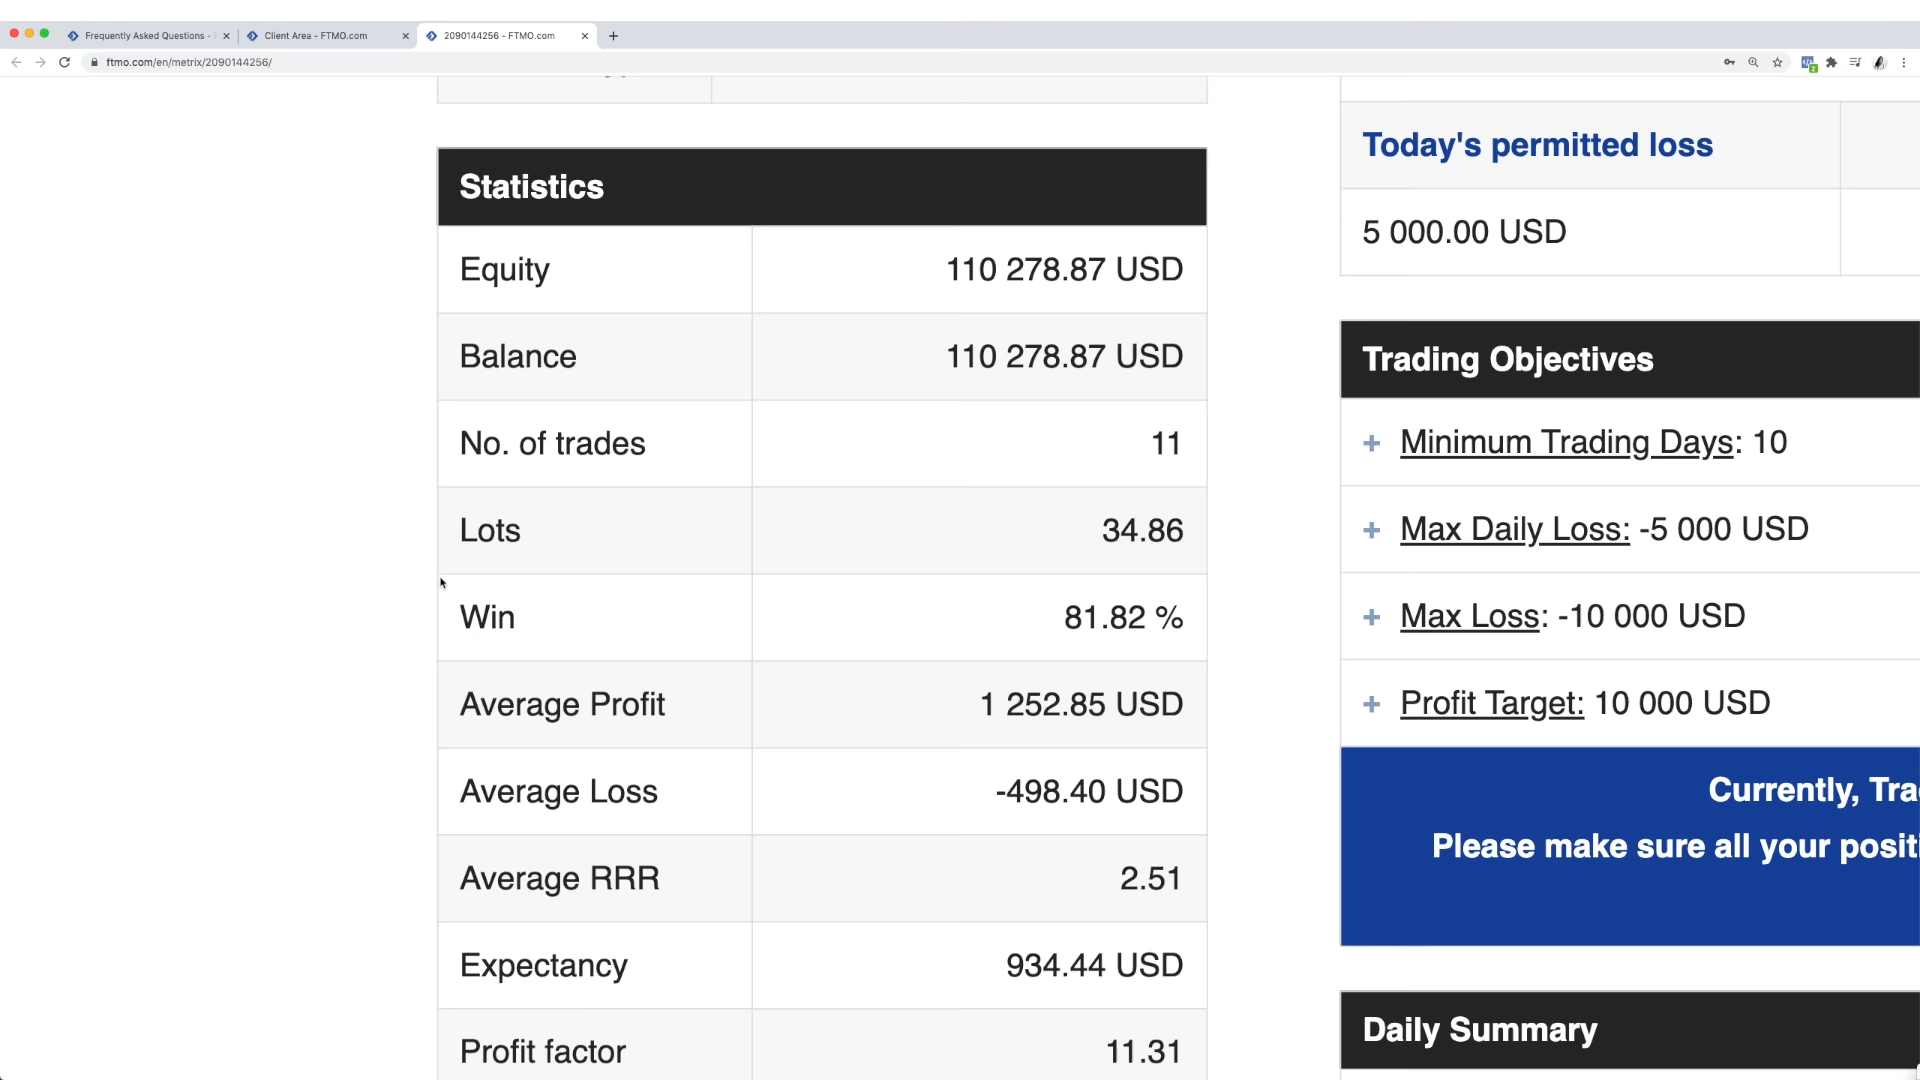 Frequently Asked Questions -
Client Area - FTMO.com
2090144256 - FTMO.com
ftmo.com/en/metrix/2090144256/
Statistics
Equity 110 278.87 USD
Balance 110 278.87 USD
No. of trades 11
Lots 34.86
Win 81.82 %
Average Profit 1 252.85 USD
Average Loss -498.40 USD
Average RRR 2.51
Expectancy 934.44 USD
Profit factor 11.31
Today's permitted loss
5 000.00 USD
Trading Objectives
+ Minimum Trading Days: 10
+ Max Daily Loss: -5 000 USD
+ Max Loss: -10 000 USD
+ Profit Target: 10 000 USD
Currently, Tra
Please make sure all your positi
Daily Summary